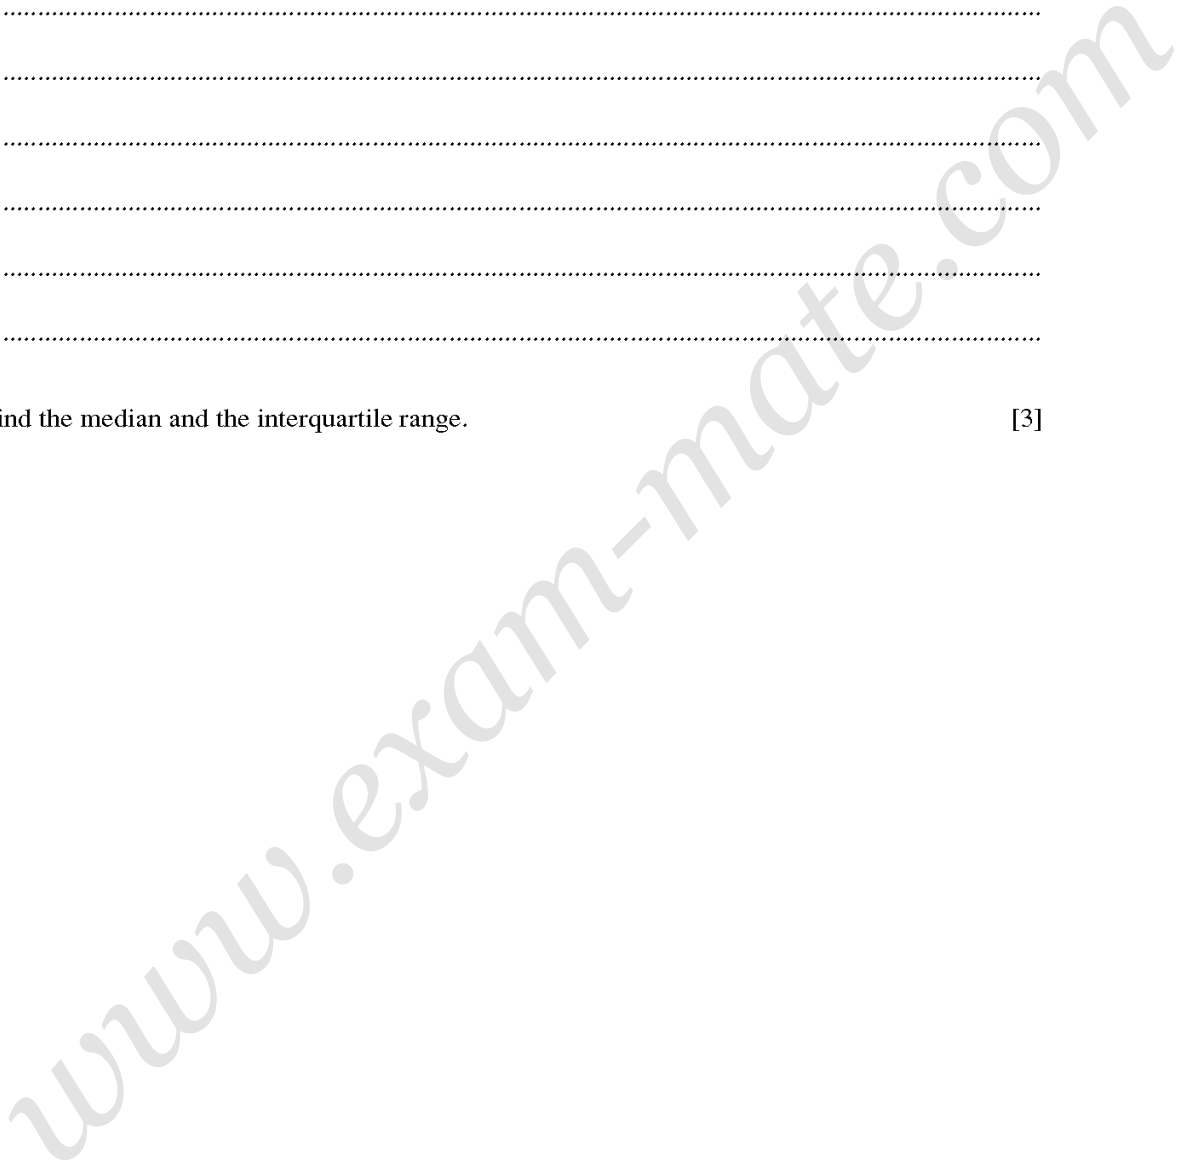 ind the median and the interquartile range. [3]
www.exam-mate.com